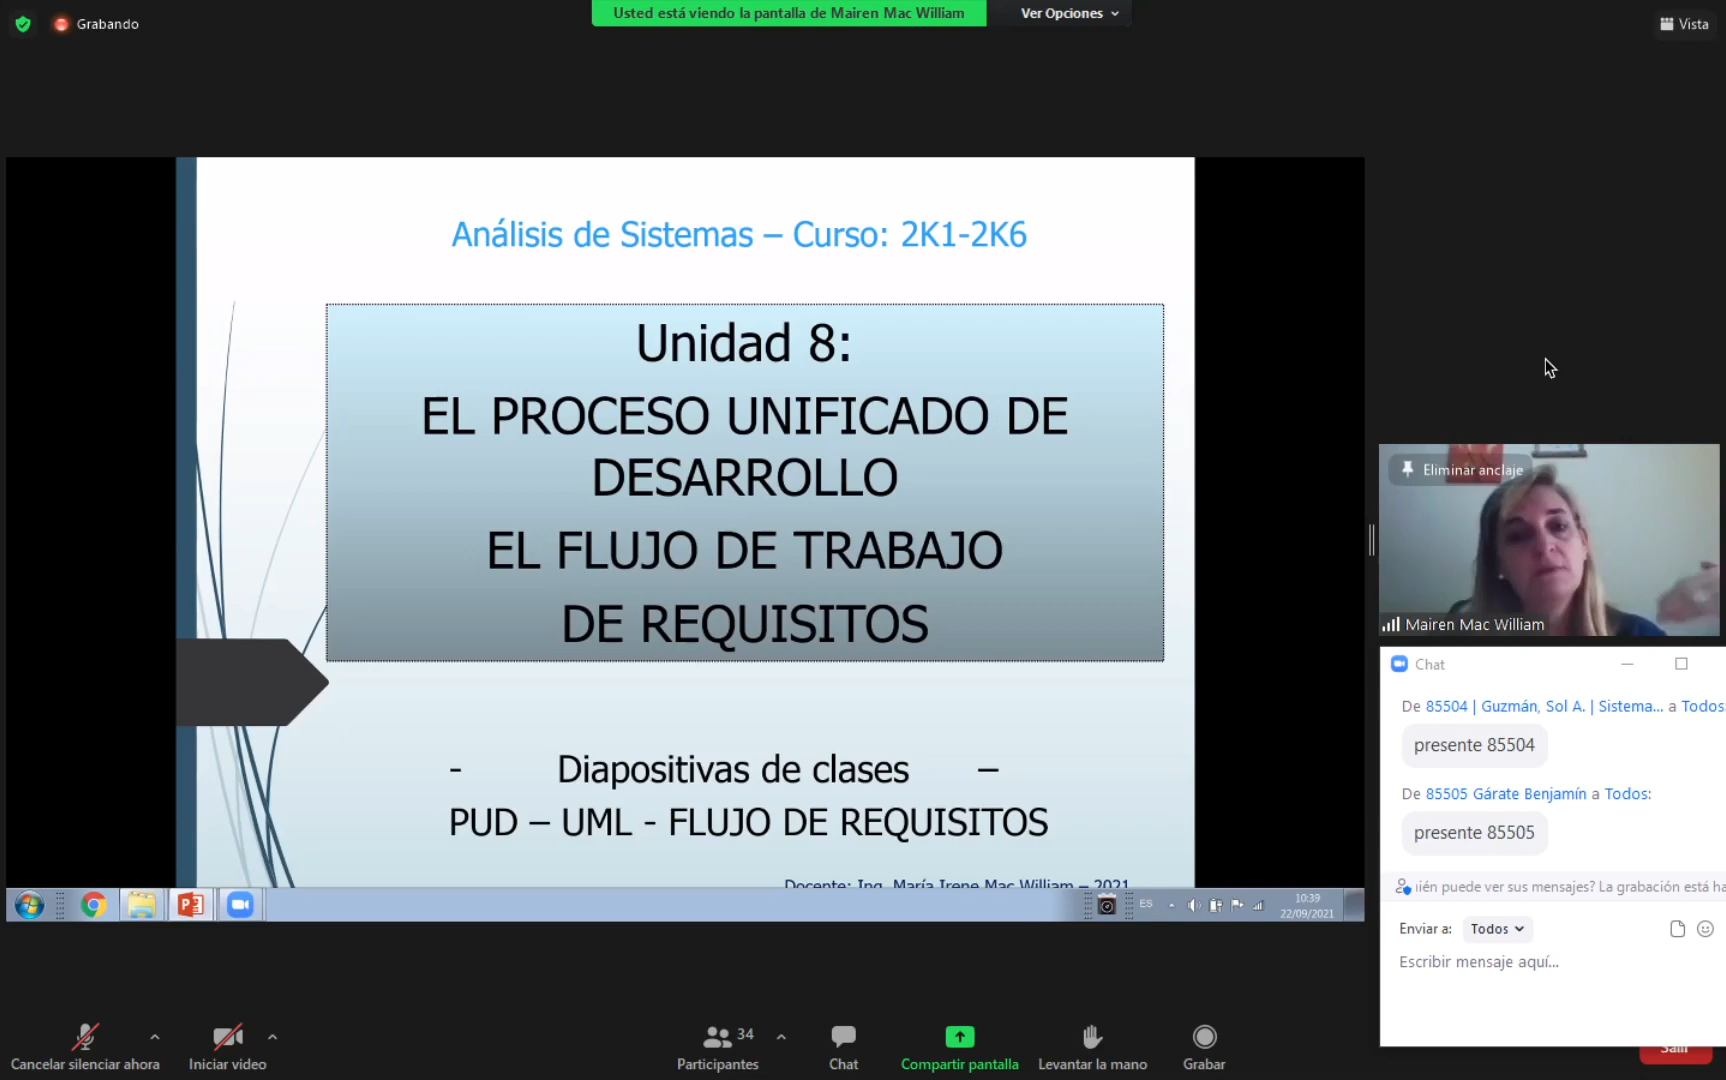 Grabando
Usted está viendo la pantalla de Mairen Mac William
Ver Opciones
Vista
Análisis de Sistemas – Curso: 2K1-2K6
Unidad 8:
EL PROCESO UNIFICADO DE
DESARROLLO
EL FLUJO DE TRABAJO
DE REQUISITOS
- Diapositivas de clases –
PUD – UML - FLUJO DE REQUISITOS
Docente: Ing. María Irene Mac William – 2021
ES
10:39
22/09/2021
Eliminar anclaje
Mairen Mac William
Chat
De 85504 | Guzmán, Sol A. | Sistema... a Todos:
presente 85504
De 85505 Gárate Benjamín a Todos:
presente 85505
ién puede ver sus mensajes? La grabación está ha
Enviar a: Todos
Escribir mensaje aquí...
Salir
Cancelar silenciar ahora
Iniciar video
34
Participantes
Chat
Compartir pantalla
Levantar la mano
Grabar